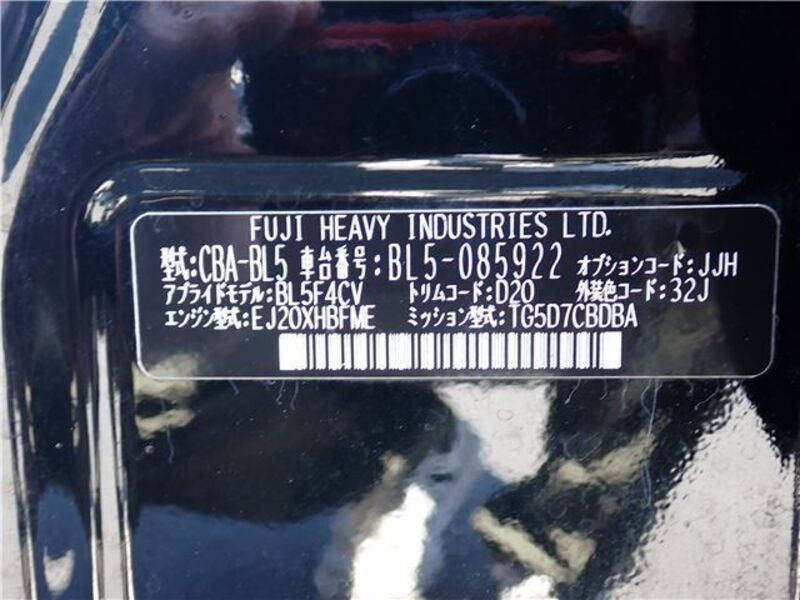 FUJI HEAVY INDUSTRIES LTD.
型式:CBA-BL5 車台番号:BL5-085922 オプションコード:JJH
アプライドモデル:BL5F4CV トリムコード:D20 外装色コード:32J
エンジン型式:EJ20XHBFME ミッション型式:TG5D7CBDBA